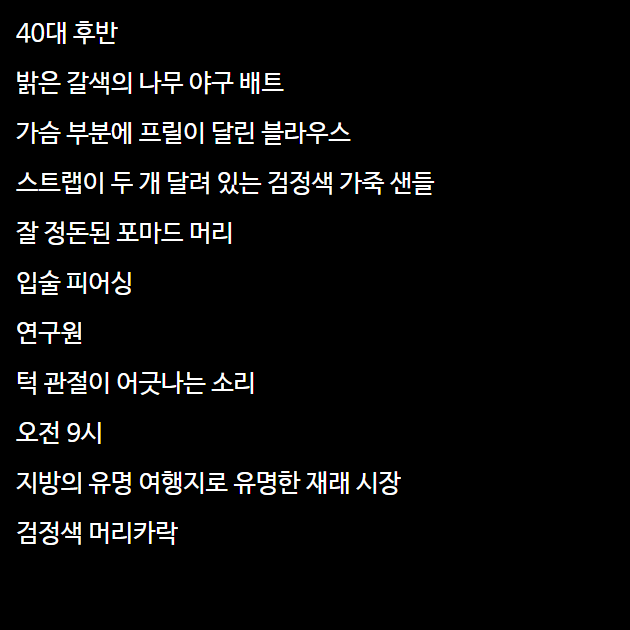 40대 후반
밝은 갈색의 나무 야구 배트
가슴 부분에 프릴이 달린 블라우스
스트랩이 두 개 달려 있는 검정색 가죽 샌들
잘 정돈된 포마드 머리
입술 피어싱
연구원
턱 관절이 어긋나는 소리
오전 9시
지방의 유명 여행지로 유명한 재래 시장
검정색 머리카락